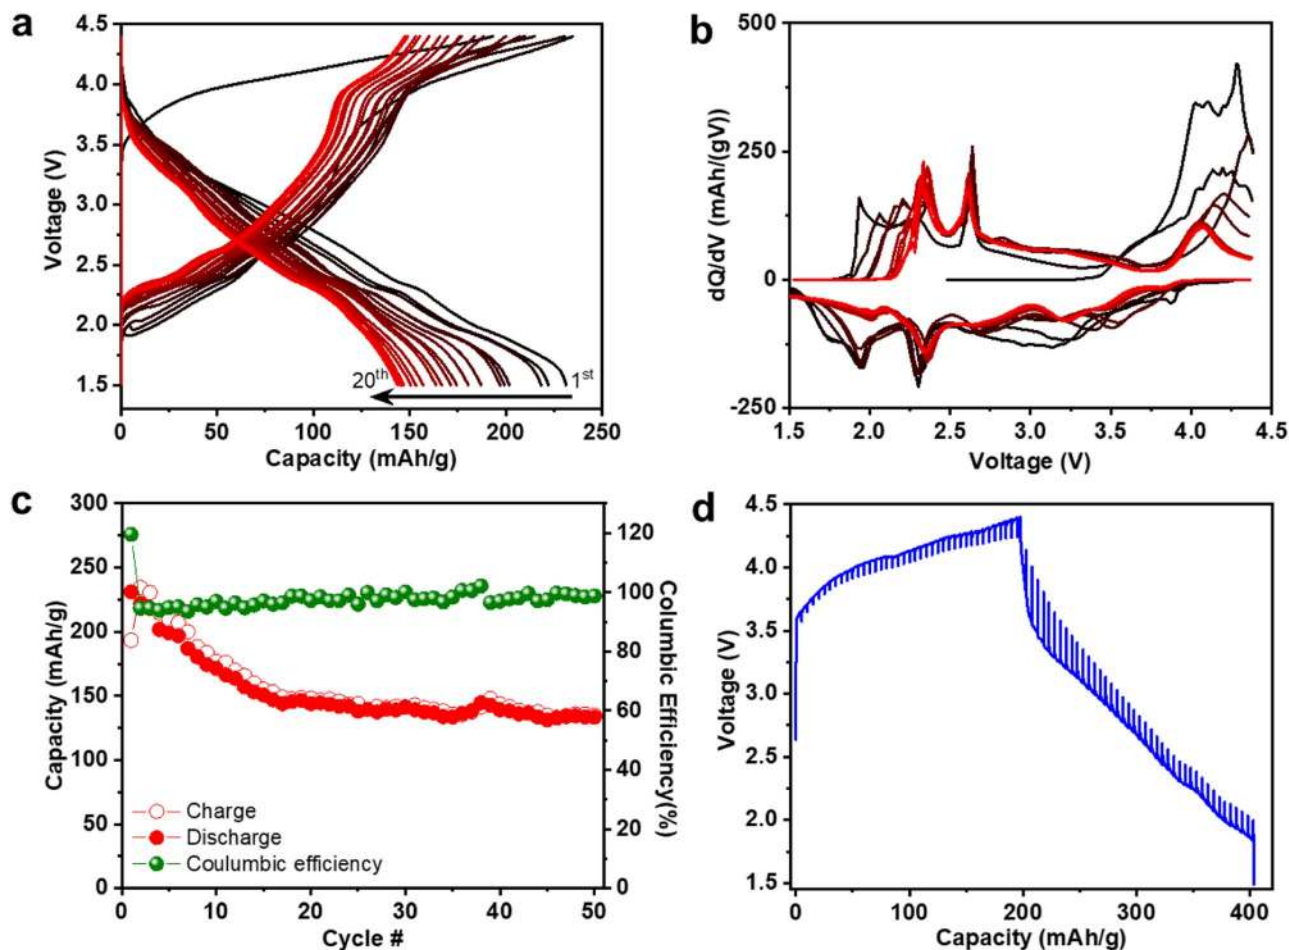 a
4.5
4.0
3.5
3.0
2.5
2.0
1.5
Voltage (V)
20th
1st
0 50 100 150 200 250
Capacity (mAh/g)
b
500
250
0
-250
dQ/dV (mAh/(gV))
1.5 2.0 2.5 3.0 3.5 4.0 4.5
Voltage (V)
c
300
250
200
150
100
50
0
Capacity (mAh/g)
120
100
80
60
40
20
0
Columbic Efficiency(%)
Charge
Discharge
Coulumbic efficiency
0 10 20 30 40 50
Cycle #
d
4.5
4.0
3.5
3.0
2.5
2.0
1.5
Voltage (V)
0 100 200 300 400
Capacity (mAh/g)